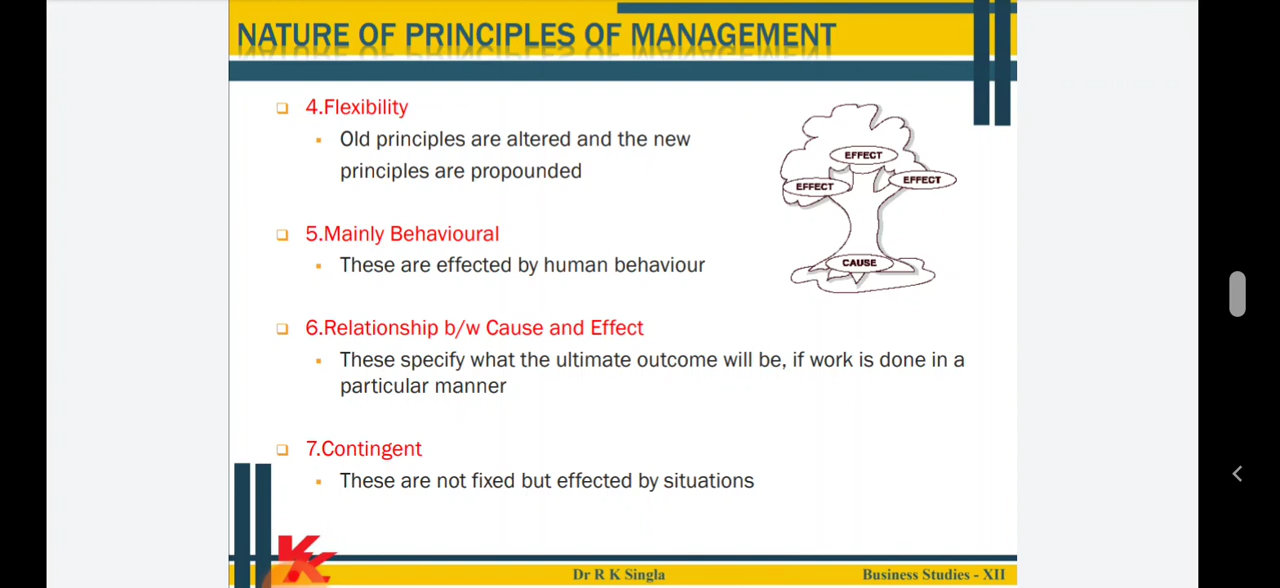 NATURE OF PRINCIPLES OF MANAGEMENT
❑ 4.Flexibility
▪ Old principles are altered and the new
principles are propounded
❑ 5.Mainly Behavioural
▪ These are effected by human behaviour
❑ 6.Relationship b/w Cause and Effect
▪ These specify what the ultimate outcome will be, if work is done in a
particular manner
❑ 7.Contingent
▪ These are not fixed but effected by situations
EFFECT
EFFECT
EFFECT
CAUSE
KK
Dr R K Singla
Business Studies - XII